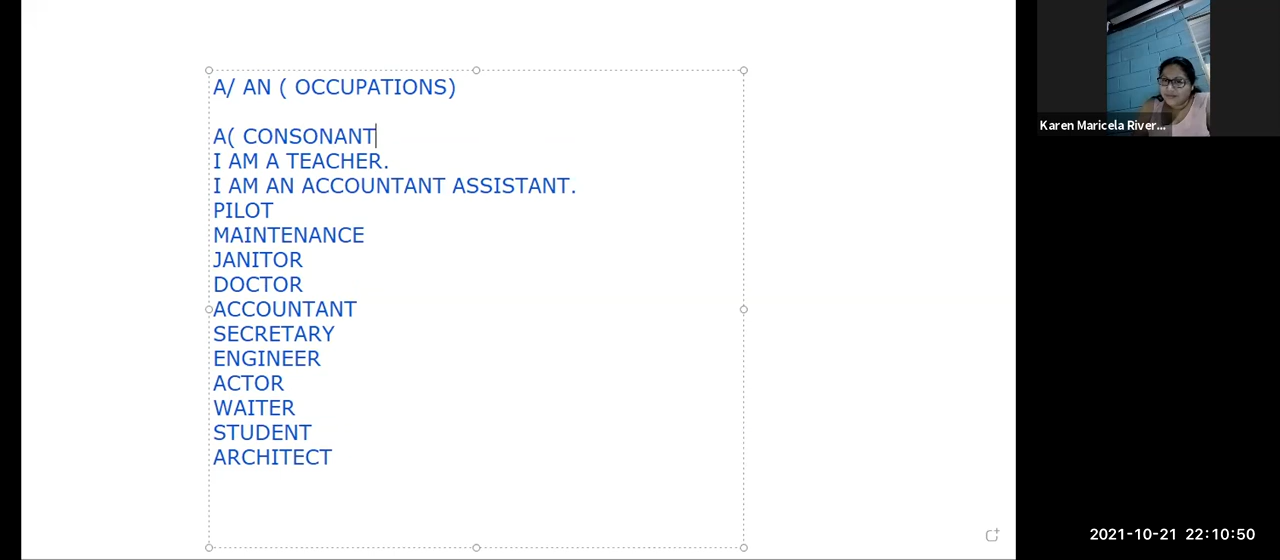 A/ AN ( OCCUPATIONS)
A( CONSONANT
I AM A TEACHER.
I AM AN ACCOUNTANT ASSISTANT.
PILOT
MAINTENANCE
JANITOR
DOCTOR
ACCOUNTANT
SECRETARY
ENGINEER
ACTOR
WAITER
STUDENT
ARCHITECT
Karen Maricela River...
2021-10-21 22:10:50